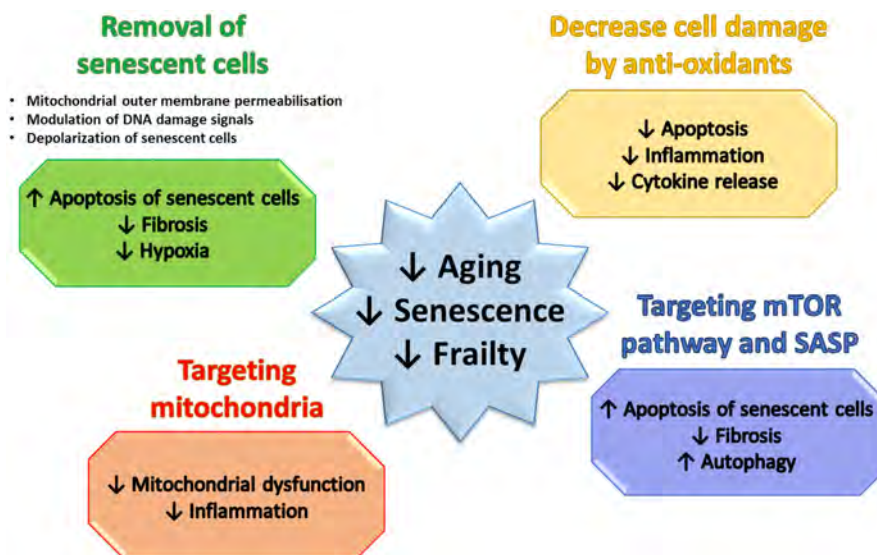 Removal of
senescent cells
• Mitochondrial outer membrane permeabilisation
• Modulation of DNA damage signals
• Depolarization of senescent cells
↑ Apoptosis of senescent cells
↓ Fibrosis
↓ Hypoxia
Decrease cell damage
by anti-oxidants
↓ Apoptosis
↓ Inflammation
↓ Cytokine release
↓ Aging
↓ Senescence
↓ Frailty
Targeting
mitochondria
↓ Mitochondrial dysfunction
↓ Inflammation
Targeting mTOR
pathway and SASP
↑ Apoptosis of senescent cells
↓ Fibrosis
↑ Autophagy